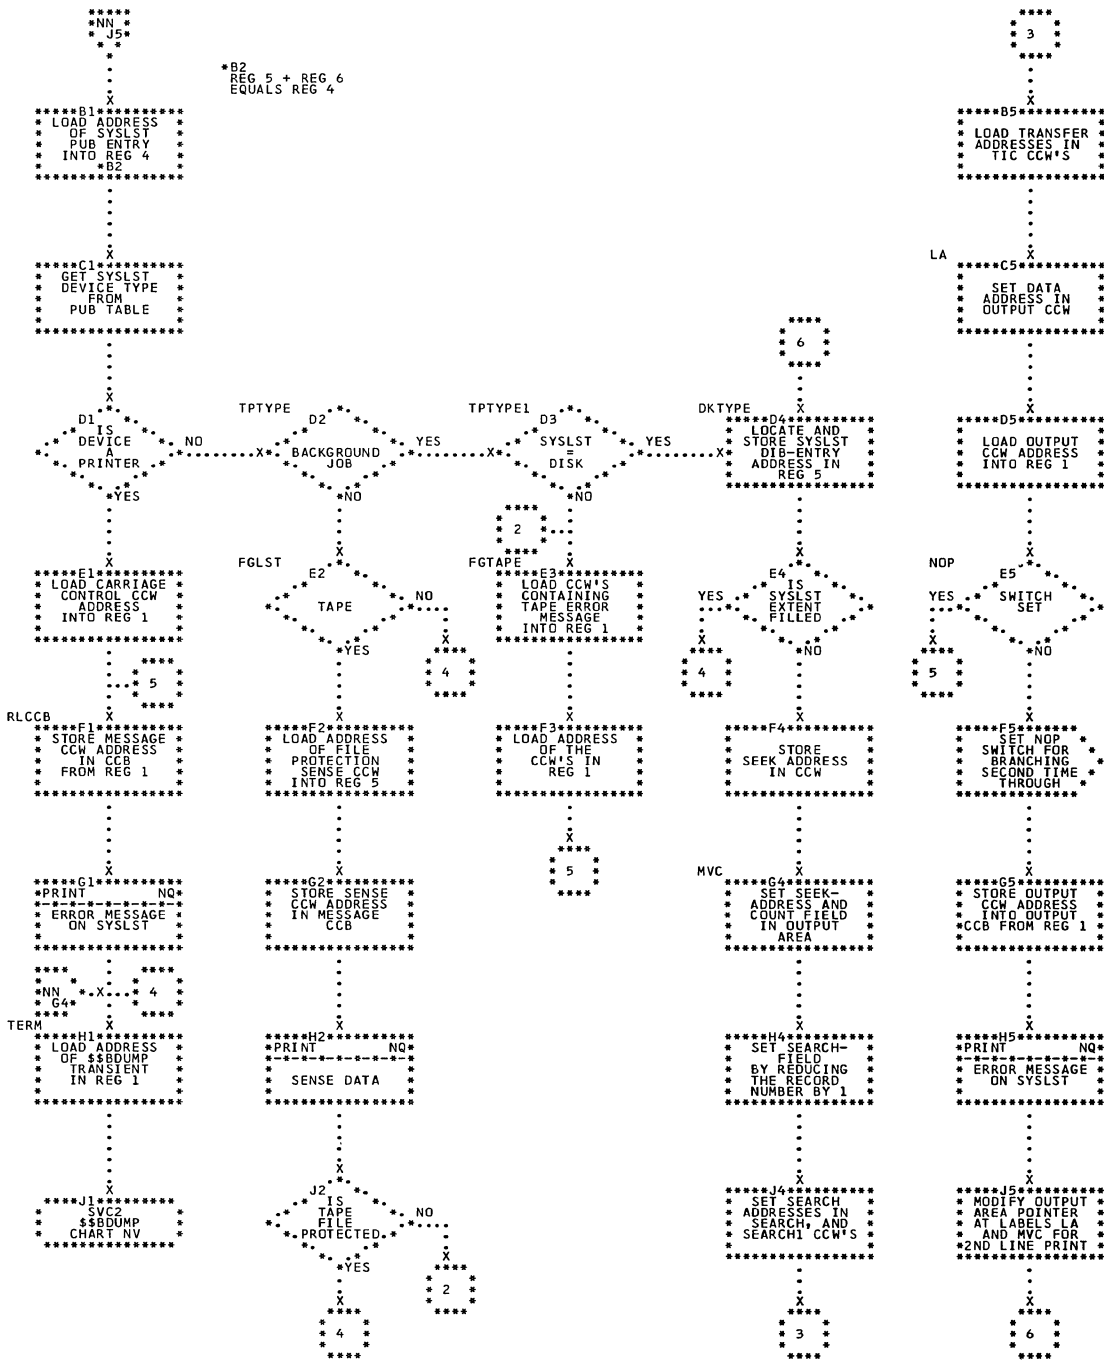 NN
J5
*B2
REG 5 + REG 6
EQUALS REG 4
B1
LOAD ADDRESS
OF SYSLST
PUB ENTRY
INTO REG 4
*B2
C1
GET SYSLST
DEVICE TYPE
FROM
PUB TABLE
D1
IS
DEVICE
A
PRINTER
NO
YES
E1
LOAD CARRIAGE
CONTROL CCW
ADDRESS
INTO REG 1
5
RLCCB
F1
STORE MESSAGE
CCW ADDRESS
IN CCB
FROM REG 1
G1
PRINT NQ
ERROR MESSAGE
ON SYSLST
NN
G4
4
TERM
H1
LOAD ADDRESS
OF $$BDUMP
TRANSIENT
IN REG 1
J1
SVC2
$$BDUMP
CHART NV
TPTYPE
D2
BACKGROUND
JOB
YES
NO
FGLST
E2
TAPE
NO
YES
4
F2
LOAD ADDRESS
OF FILE
PROTECTION
SENSE CCW
INTO REG 5
G2
STORE SENSE
CCW ADDRESS
IN MESSAGE
CCB
H2
PRINT NQ
SENSE DATA
J2
IS
TAPE
FILE
PROTECTED
NO
YES
2
4
TPTYPE1
D3
SYSLST
=
DISK
YES
NO
2
FGTAPE
E3
LOAD CCW'S
CONTAINING
TAPE ERROR
MESSAGE
INTO REG 1
F3
LOAD ADDRESS
OF THE
CCW'S IN
REG 1
5
6
DKTYPE
D4
LOCATE AND
STORE SYSLST
DIB-ENTRY
ADDRESS IN
REG 5
E4
IS
SYSLST
EXTENT
FILLED
YES
NO
4
F4
STORE
SEEK ADDRESS
IN CCW
MVC
G4
SET SEEK-
ADDRESS AND
COUNT FIELD
IN OUTPUT
AREA
H4
SET SEARCH-
FIELD
BY REDUCING
THE RECORD
NUMBER BY 1
J4
SET SEARCH
ADDRESSES IN
SEARCH, AND
SEARCH1 CCW'S
3
3
B5
LOAD TRANSFER
ADDRESSES IN
TIC CCW'S
LA
C5
SET DATA
ADDRESS IN
OUTPUT CCW
D5
LOAD OUTPUT
CCW ADDRESS
INTO REG 1
NOP
E5
SWITCH
SET
YES
NO
5
F5
SET NOP
SWITCH FOR
BRANCHING
SECOND TIME
THROUGH
G5
STORE OUTPUT
CCW ADDRESS
INTO OUTPUT
CCB FROM REG 1
H5
PRINT NQ
ERROR MESSAGE
ON SYSLST
J5
MODIFY OUTPUT
AREA POINTER
AT LABELS LA
AND MVC FOR
2ND LINE PRINT
6